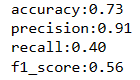 accuracy:0.73
precision:0.91
recall:0.40
f1_score:0.56